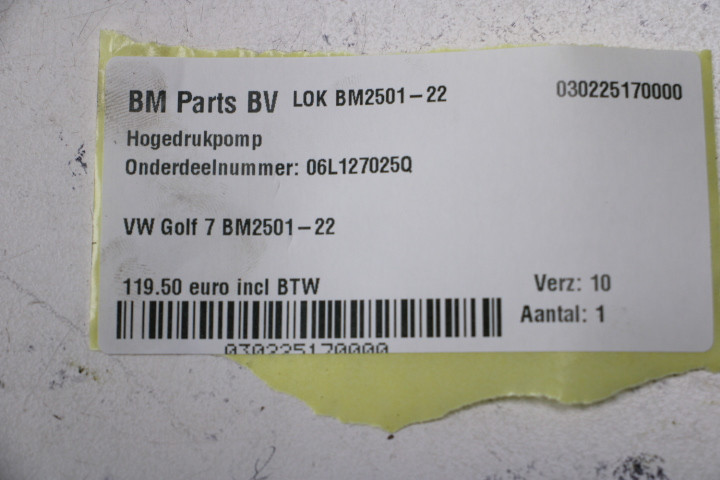 BM Parts BV LOK BM2501-22 030225170000
Hogedrukpomp
Onderdeelnummer: 06L127025Q
VW Golf 7 BM2501-22
119.50 euro incl BTW Verz: 10
Aantal: 1
030225170000